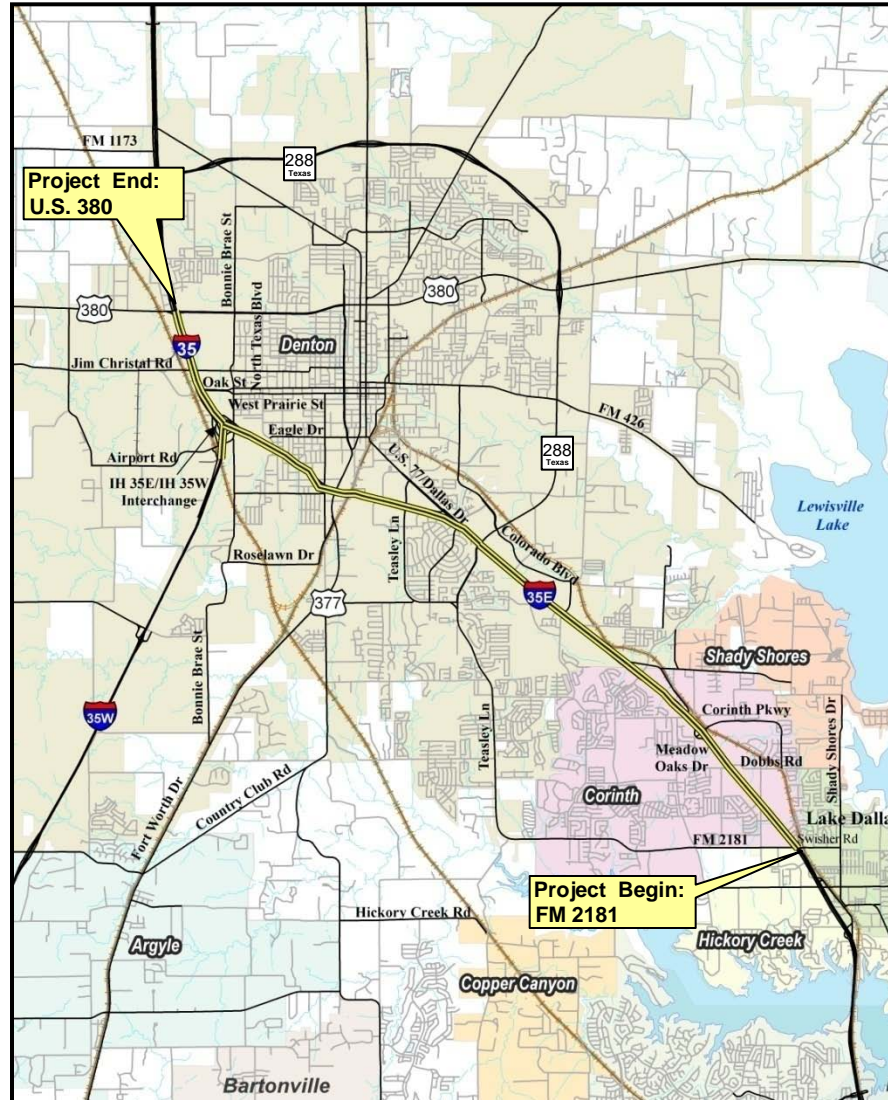 FM 1173
288
Texas
Project End:
U.S. 380
Bonnie Brae St
North Texas Blvd
380
380
Denton
35
Jim Christal Rd
Oak St
West Prairie St
FM 426
Eagle Dr
Airport Rd
U.S. 77/Dallas Dr
288
Texas
IH 35E/IH 35W
Interchange
Lewisville
Lake
Teasley Ln
Colorado Blvd
Roselawn Dr
35E
377
Bonnie Brae St
Shady Shores
35W
Teasley Ln
Corinth Pkwy
Shady Shores Dr
Meadow
Oaks Dr
Dobbs Rd
Country Club Rd
Fort Worth Dr
Corinth
Lake Dalla
FM 2181
Swisher Rd
Project Begin:
FM 2181
Hickory Creek Rd
Argyle
Hickory Creek
Copper Canyon
Bartonville